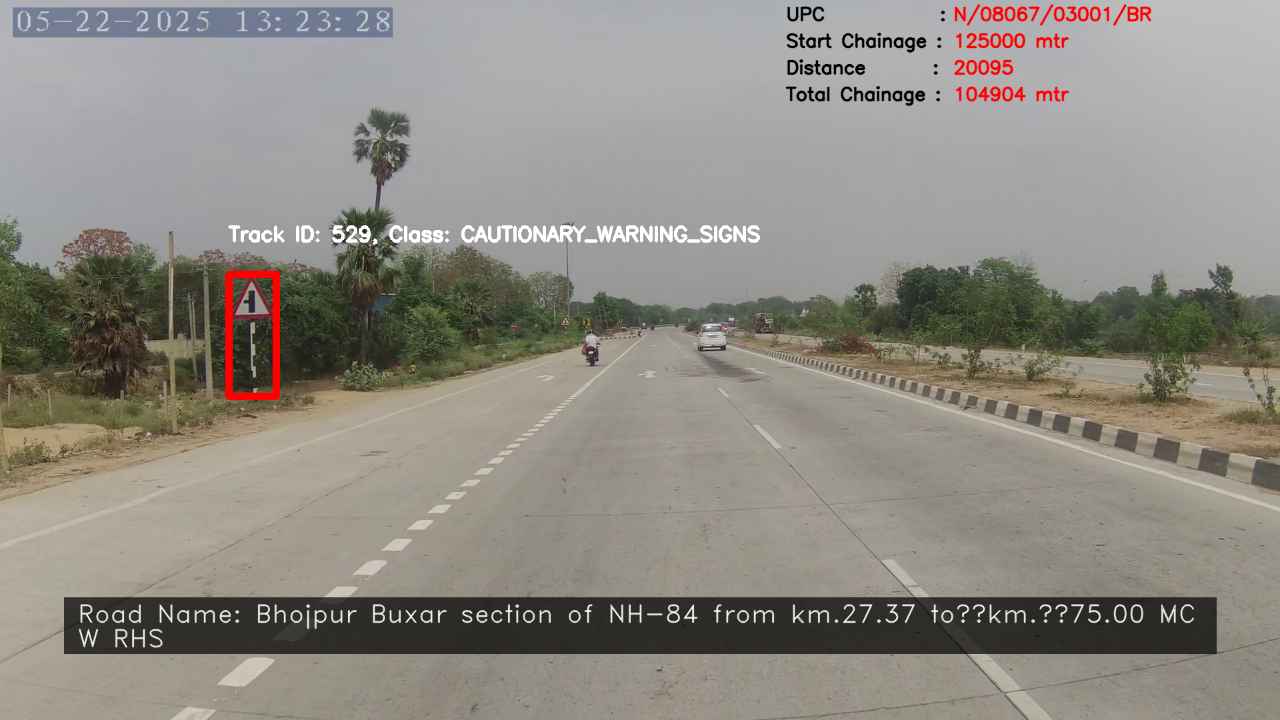 05-22-2025 13:23:28
UPC : N/08067/03001/BR
Start Chainage : 125000 mtr
Distance : 20095
Total Chainage : 104904 mtr
Track ID: 529, Class: CAUTIONARY_WARNING_SIGNS
Road Name: Bhojpur Buxar section of NH-84 from km.27.37 to??km.??75.00 MC
W RHS